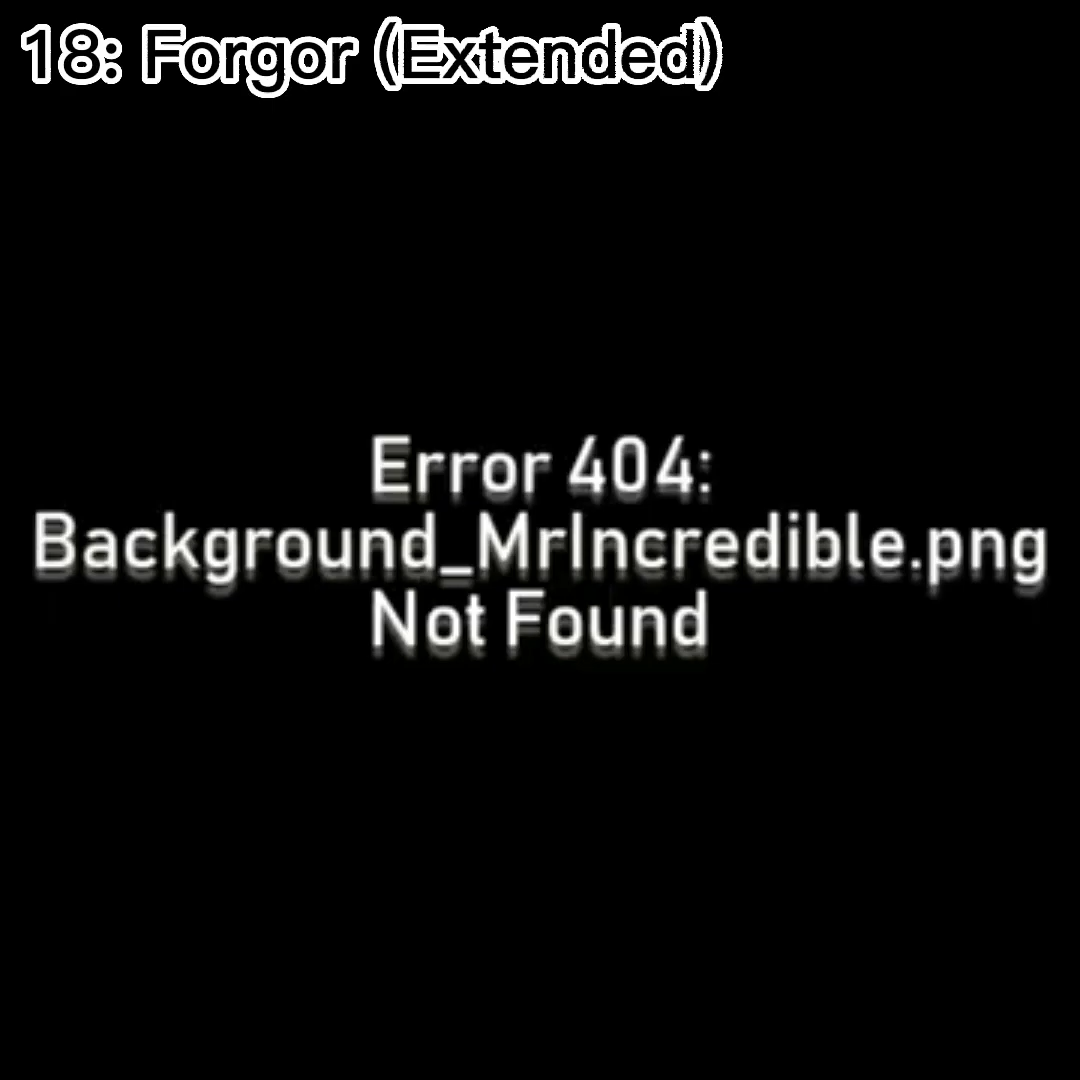 18: Forgor (Extended)
Error 404:
Background_MrIncredible.png
Not Found